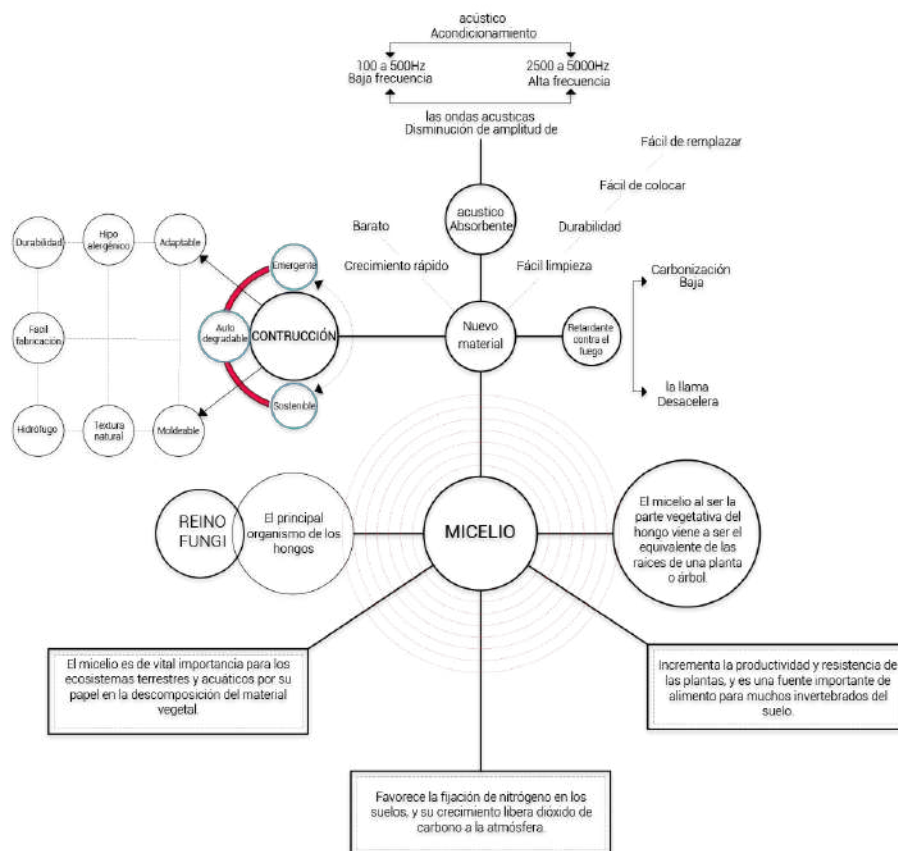 acústico
Acondicionamiento
100 a 500Hz
Baja frecuencia
2500 a 5000Hz
Alta frecuencia
las ondas acusticas
Disminución de amplitud de
Fácil de remplazar
Fácil de colocar
Durabilidad
Fácil limpieza
Barato
Crecimiento rápido
acustico
Absorbente
Durabilidad
Hipo
alergénico
Adaptable
Emergente
Facil
fabricación
Auto
degradable
CONTRUCCIÓN
Nuevo
material
Retardante
contra el
fuego
Carbonización
Baja
la llama
Desacelera
Hidrófugo
Textura
natural
Moldeable
Sostenible
REINO
FUNGI
El principal
organismo de los
hongos
MICELIO
El micelio al ser la
parte vegetativa del
hongo viene a ser el
equivalente de las
raíces de una planta
o árbol.
El micelio es de vital importancia para los
ecosistemas terrestres y acuáticos por su
papel en la descomposición del material
vegetal.
Incrementa la productividad y resistencia de
las plantas, y es una fuente importante de
alimento para muchos invertebrados del
suelo.
Favorece la fijación de nitrógeno en los
suelos, y su crecimiento libera dióxido de
carbono a la atmósfera.